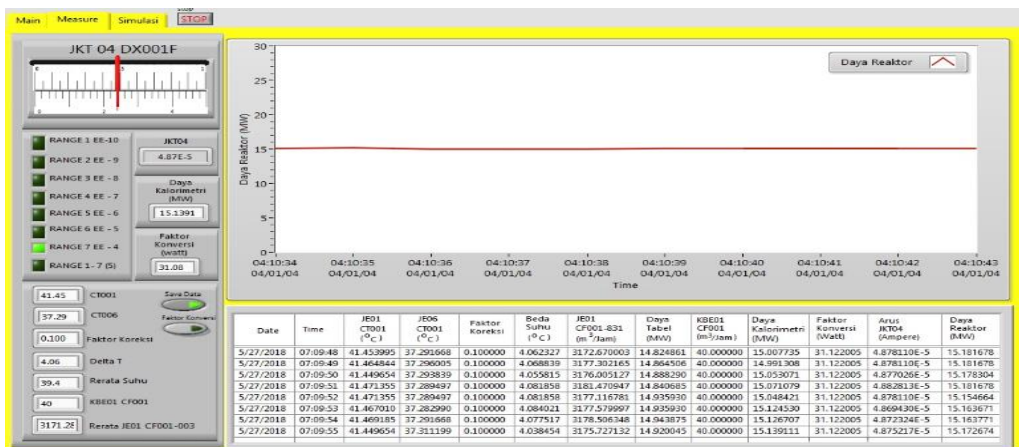 STOP
Main Measure Simulasi STOP
JKT 04 DX001F
RANGE 1 EE-10
RANGE 2 EE - 9
RANGE 3 EE - 8
RANGE 4 EE - 7
RANGE 5 EE - 6
RANGE 6 EE - 5
RANGE 7 EE - 4
RANGE 1-7 (5)
JKT04
4.87E-5
Daya
Kalorimetri
(MW)
15.1391
Faktor
Konversi
(watt)
31.08
41.45 CT001
37.29 CT006
0.100 Faktor Koreksi
4.06 Delta T
39.4 Rerata Suhu
40 KBE01 CF001
3171.28 Rerata JE01 CF001-003
Save Data
Faktor Konversi
Daya Reaktor
Daya Reaktor (MW)
30
25
20
15
10
5
0
04:10:34 04:10:35 04:10:36 04:10:37 04:10:38 04:10:39 04:10:40 04:10:41 04:10:42 04:10:43
04/01/04 04/01/04 04/01/04 04/01/04 04/01/04 04/01/04 04/01/04 04/01/04 04/01/04 04/01/04
Time
Date Time JE01 CT001 (°C) JE06 CT001 (°C) Faktor Koreksi Beda Suhu (°C) JE01 CF001-831 (m³/Jam) Daya Tabel (MW) KBE01 CF001 (m³/Jam) Daya Kalorimetri (MW) Faktor Konversi (Watt) Arus JKT04 (Ampere) Daya Reaktor (MW)
5/27/2018 07:09:48 41.453995 37.291668 0.100000 4.062327 3172.670003 14.824861 40.000000 15.007735 31.122005 4.878110E-5 15.181678
5/27/2018 07:09:49 41.464844 37.296005 0.100000 4.068839 3177.202165 14.864506 40.000000 14.991308 31.122005 4.878110E-5 15.181678
5/27/2018 07:09:50 41.449654 37.293839 0.100000 4.055815 3176.005127 14.888290 40.000000 15.053071 31.122005 4.877026E-5 15.178304
5/27/2018 07:09:51 41.471355 37.289497 0.100000 4.081858 3181.470947 14.840685 40.000000 15.071079 31.122005 4.882813E-5 15.181678
5/27/2018 07:09:52 41.471355 37.289497 0.100000 4.081858 3177.116781 14.935930 40.000000 15.048421 31.122005 4.878110E-5 15.154664
5/27/2018 07:09:53 41.467010 37.282990 0.100000 4.084021 3177.579997 14.935930 40.000000 15.124530 31.122005 4.869430E-5 15.163671
5/27/2018 07:09:54 41.469185 37.291668 0.100000 4.077517 3178.506348 14.943875 40.000000 15.126707 31.122005 4.872324E-5 15.163771
5/27/2018 07:09:55 41.449654 37.311199 0.100000 4.038454 3175.727132 14.920045 40.000000 15.139111 31.122005 4.875217E-5 15.172674